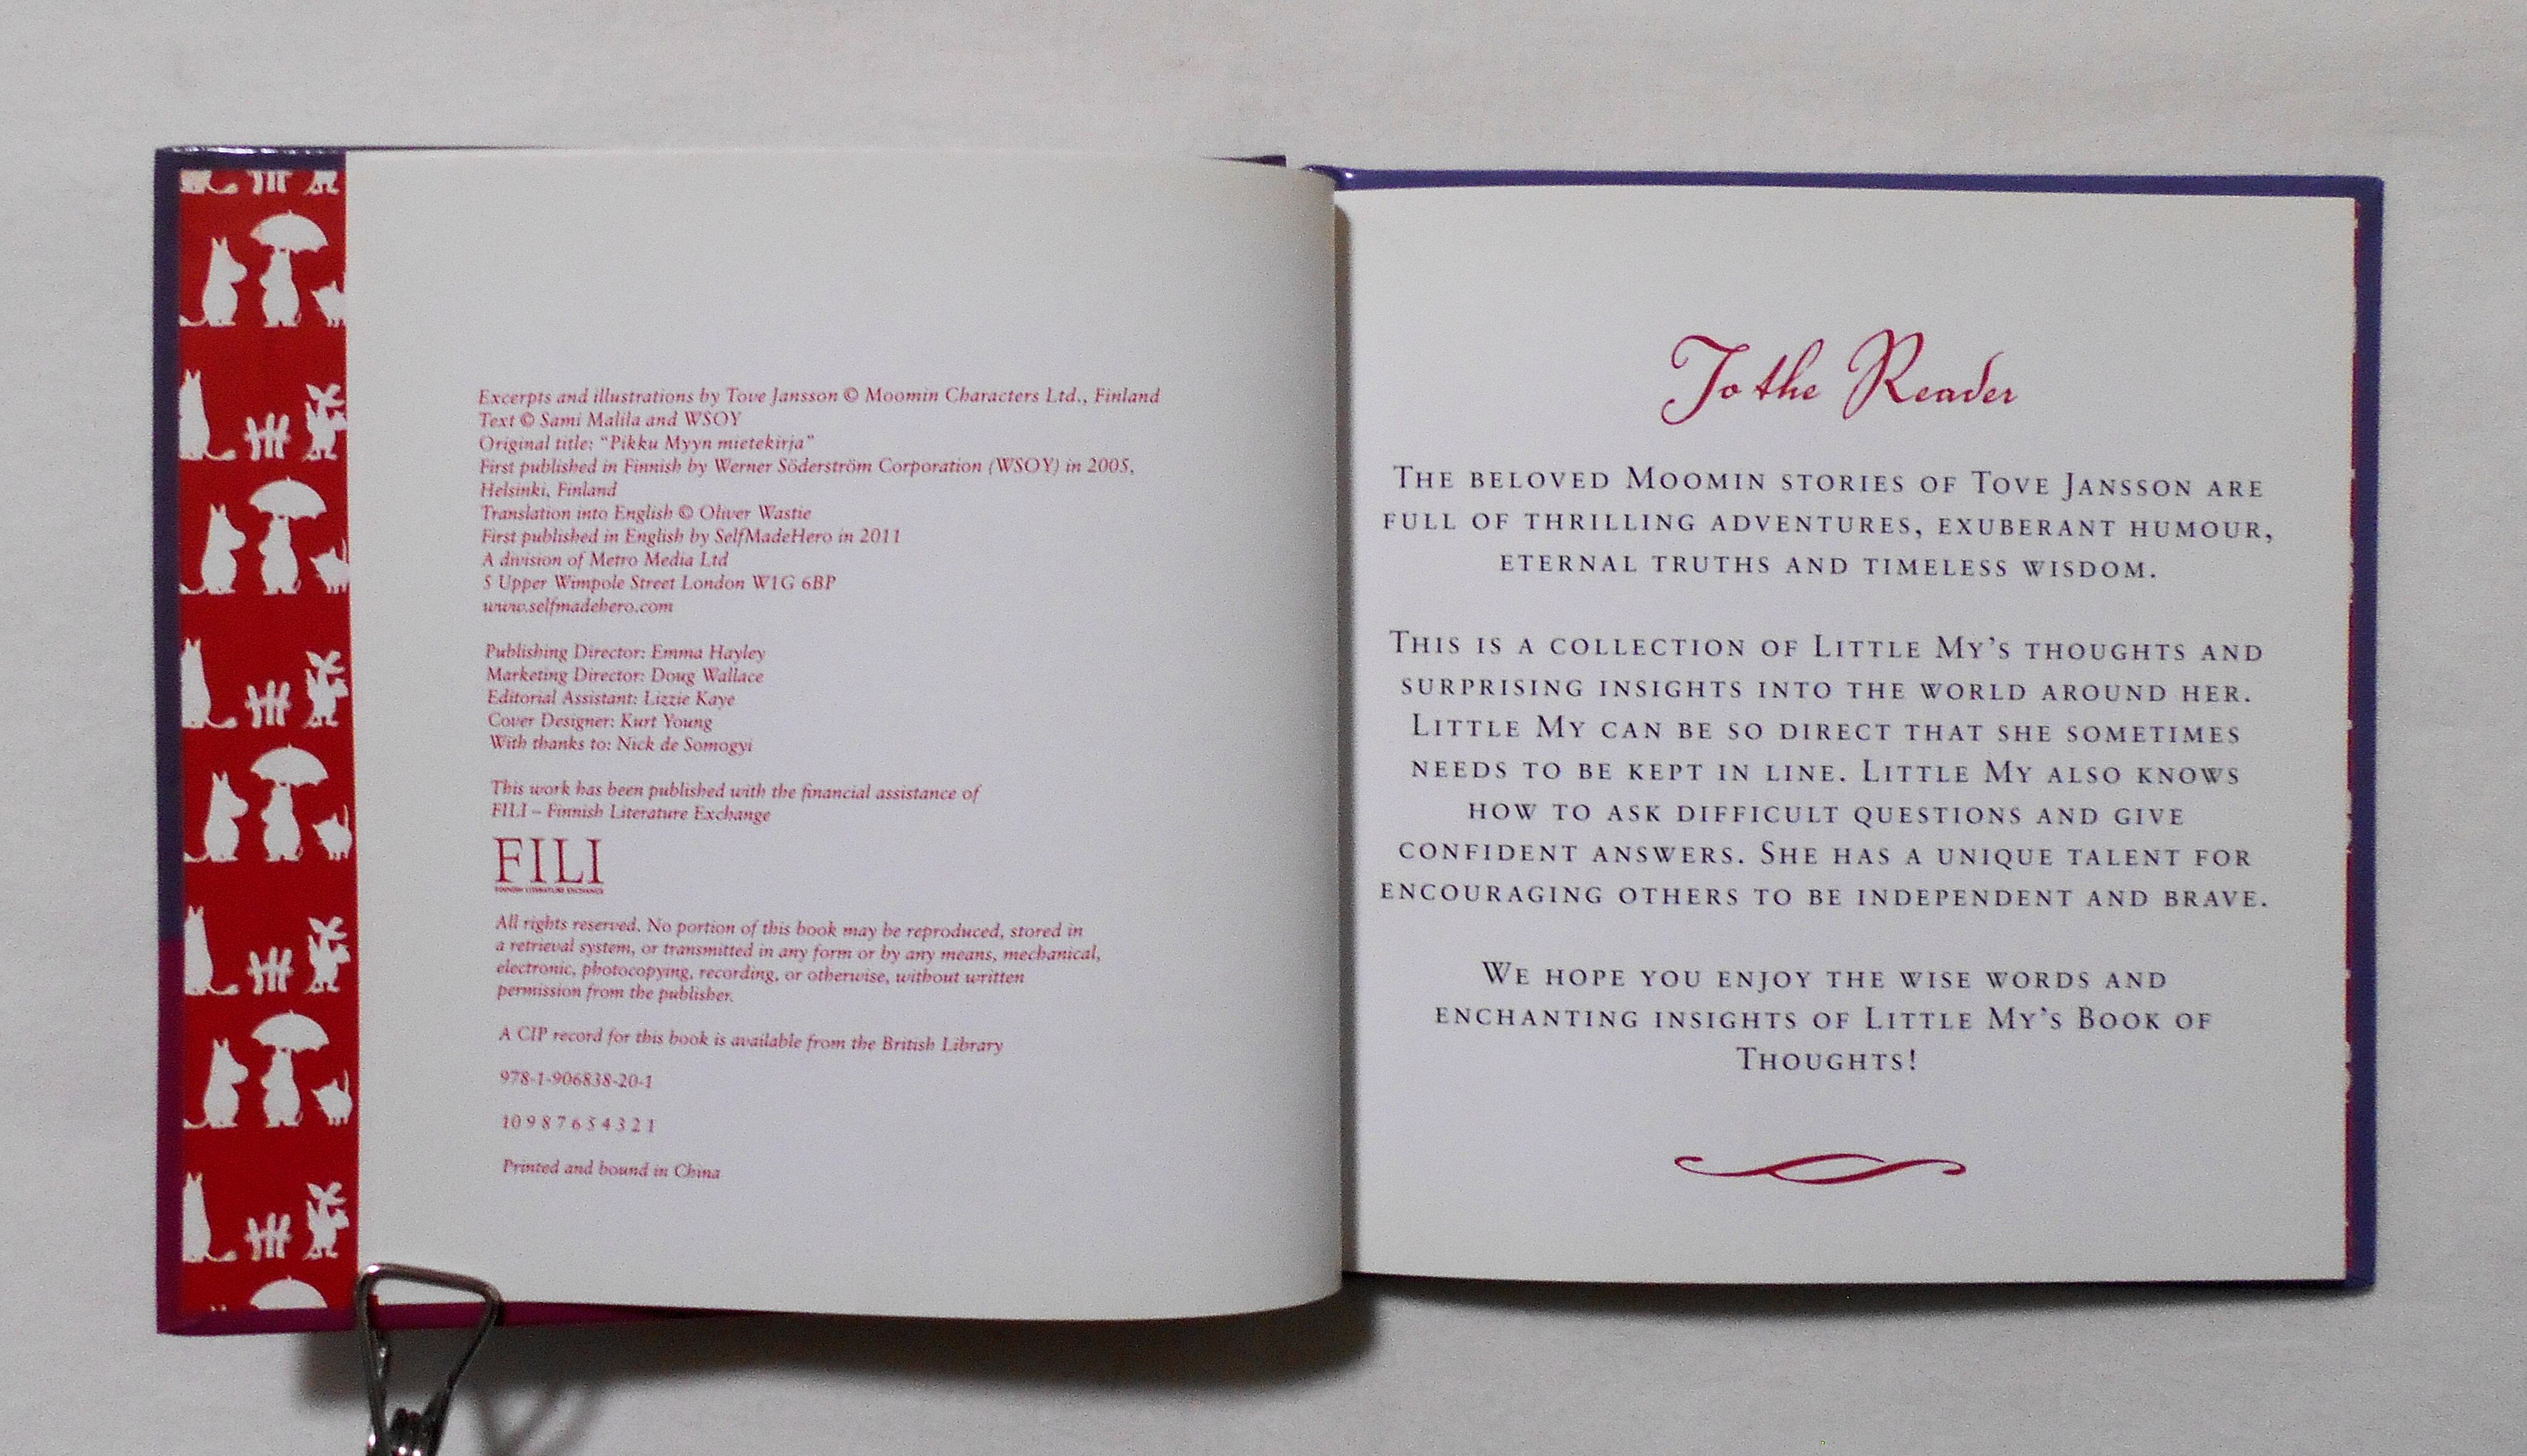 Excerpts and illustrations by Tove Jansson © Moomin Characters Ltd., Finland
Text © Sami Malila and WSOY
Original title: "Pikku Myyn mietekirja"
First published in Finnish by Werner Söderström Corporation (WSOY) in 2005,
Helsinki, Finland
Translation into English © Oliver Wastie
First published in English by SelfMadeHero in 2011
A division of Metro Media Ltd
5 Upper Wimpole Street London W1G 6BP
www.selfmadehero.com
Publishing Director: Emma Hayley
Marketing Director: Doug Wallace
Editorial Assistant: Lizzie Kaye
Cover Designer: Kurt Young
With thanks to: Nick de Somogyi
This work has been published with the financial assistance of
FILI – Finnish Literature Exchange
FILI
FINNISH LITERATURE EXCHANGE
All rights reserved. No portion of this book may be reproduced, stored in
a retrieval system, or transmitted in any form or by any means, mechanical,
electronic, photocopying, recording, or otherwise, without written
permission from the publisher.
A CIP record for this book is available from the British Library
978-1-906838-20-1
10 9 8 7 6 5 4 3 2 1
Printed and bound in China
To the Reader
The beloved Moomin stories of Tove Jansson are
full of thrilling adventures, exuberant humour,
eternal truths and timeless wisdom.
This is a collection of Little My's thoughts and
surprising insights into the world around her.
Little My can be so direct that she sometimes
needs to be kept in line. Little My also knows
how to ask difficult questions and give
confident answers. She has a unique talent for
encouraging others to be independent and brave.
We hope you enjoy the wise words and
enchanting insights of Little My's Book of
Thoughts!